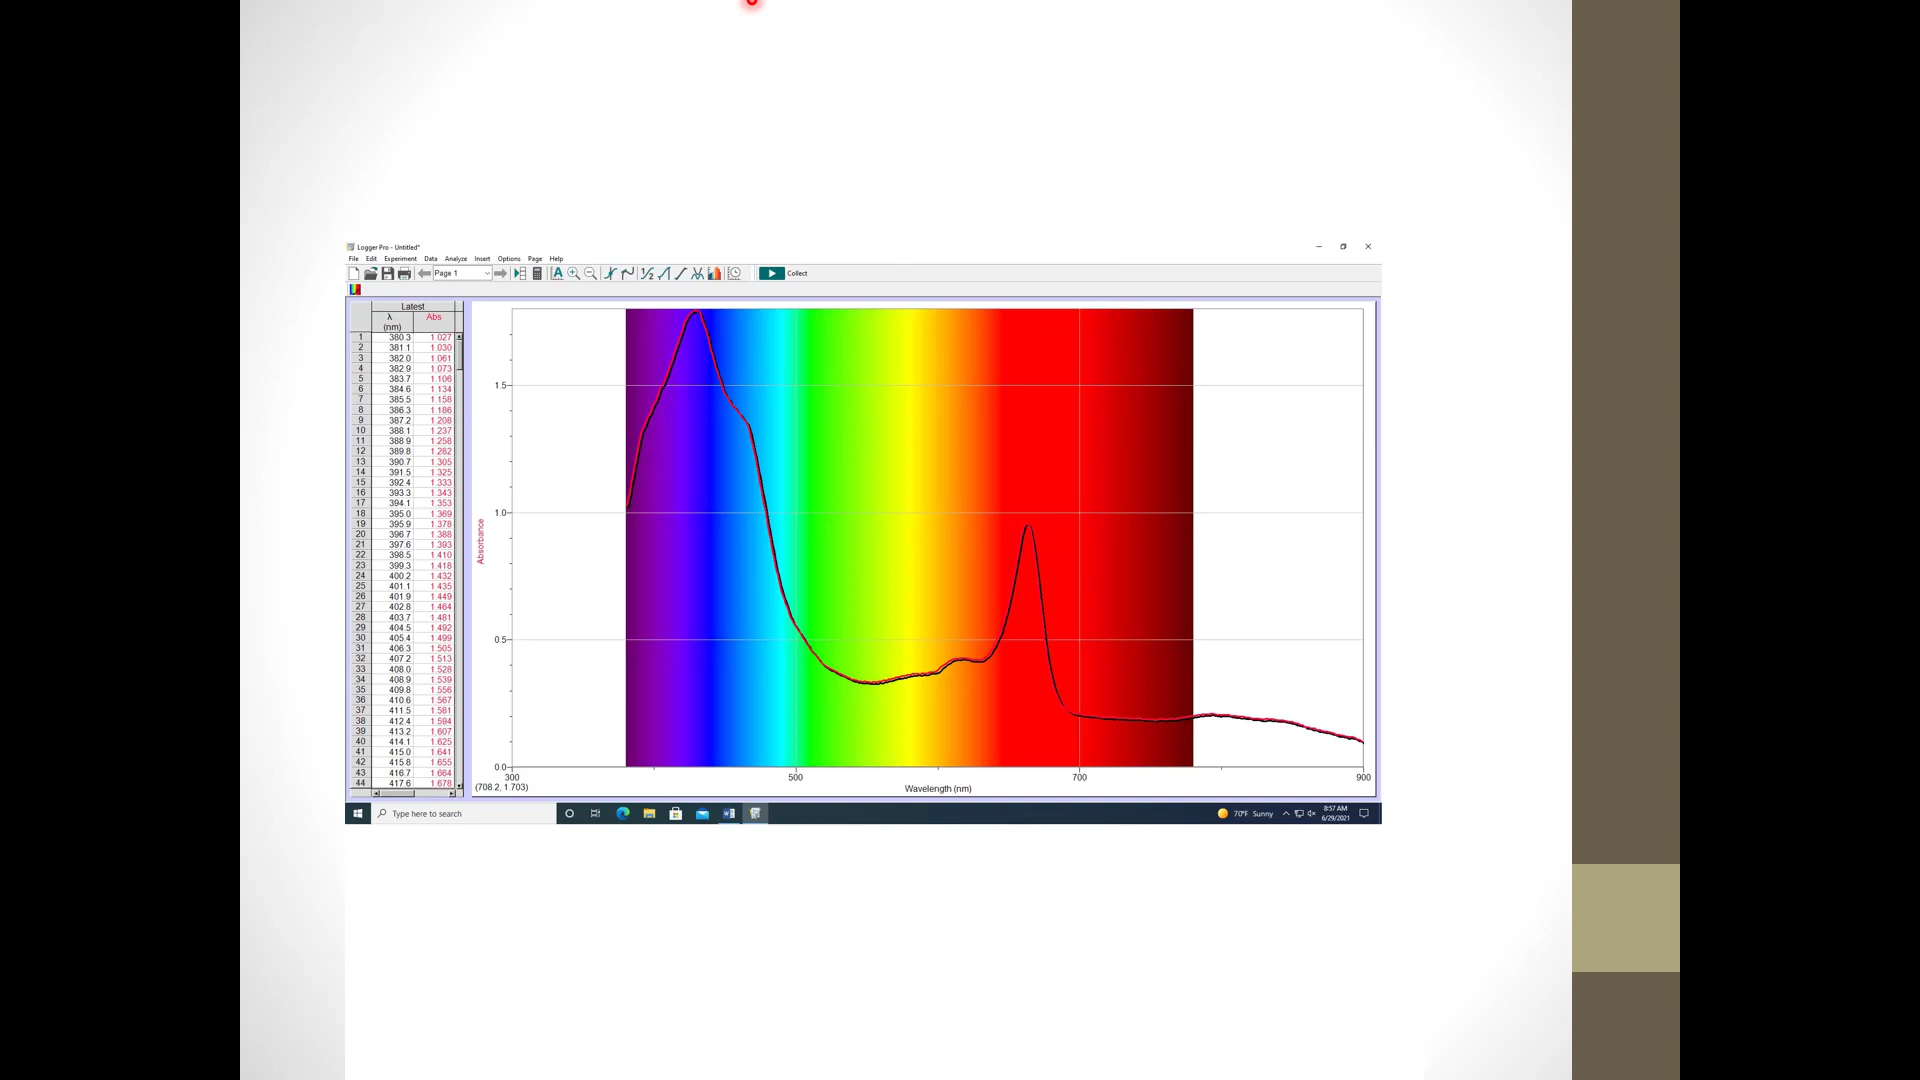 Logger Pro - Untitled*
File Edit Experiment Data Analyze Insert Options Page Help
Page 1
Collect
Latest
λ Abs
(nm)
1 380.3 1.027
2 381.1 1.030
3 382.0 1.061
4 382.9 1.073
5 383.7 1.106
6 384.6 1.134
7 385.5 1.158
8 386.3 1.186
9 387.2 1.208
10 388.1 1.237
11 388.9 1.258
12 389.8 1.282
13 390.7 1.305
14 391.5 1.325
15 392.4 1.333
16 393.3 1.343
17 394.1 1.353
18 395.0 1.369
19 395.9 1.378
20 396.7 1.388
21 397.6 1.393
22 398.5 1.410
23 399.3 1.418
24 400.2 1.432
25 401.1 1.435
26 401.9 1.449
27 402.8 1.464
28 403.7 1.481
29 404.5 1.492
30 405.4 1.499
31 406.3 1.505
32 407.2 1.513
33 408.0 1.528
34 408.9 1.539
35 409.8 1.556
36 410.6 1.567
37 411.5 1.581
38 412.4 1.594
39 413.2 1.607
40 414.1 1.625
41 415.0 1.641
42 415.8 1.655
43 416.7 1.664
44 417.6 1.678
Absorbance
1.5
1.0
0.5
0.0
300 500 700 900
(708.2, 1.703)
Wavelength (nm)
Type here to search
70°F Sunny
8:57 AM
6/29/2021